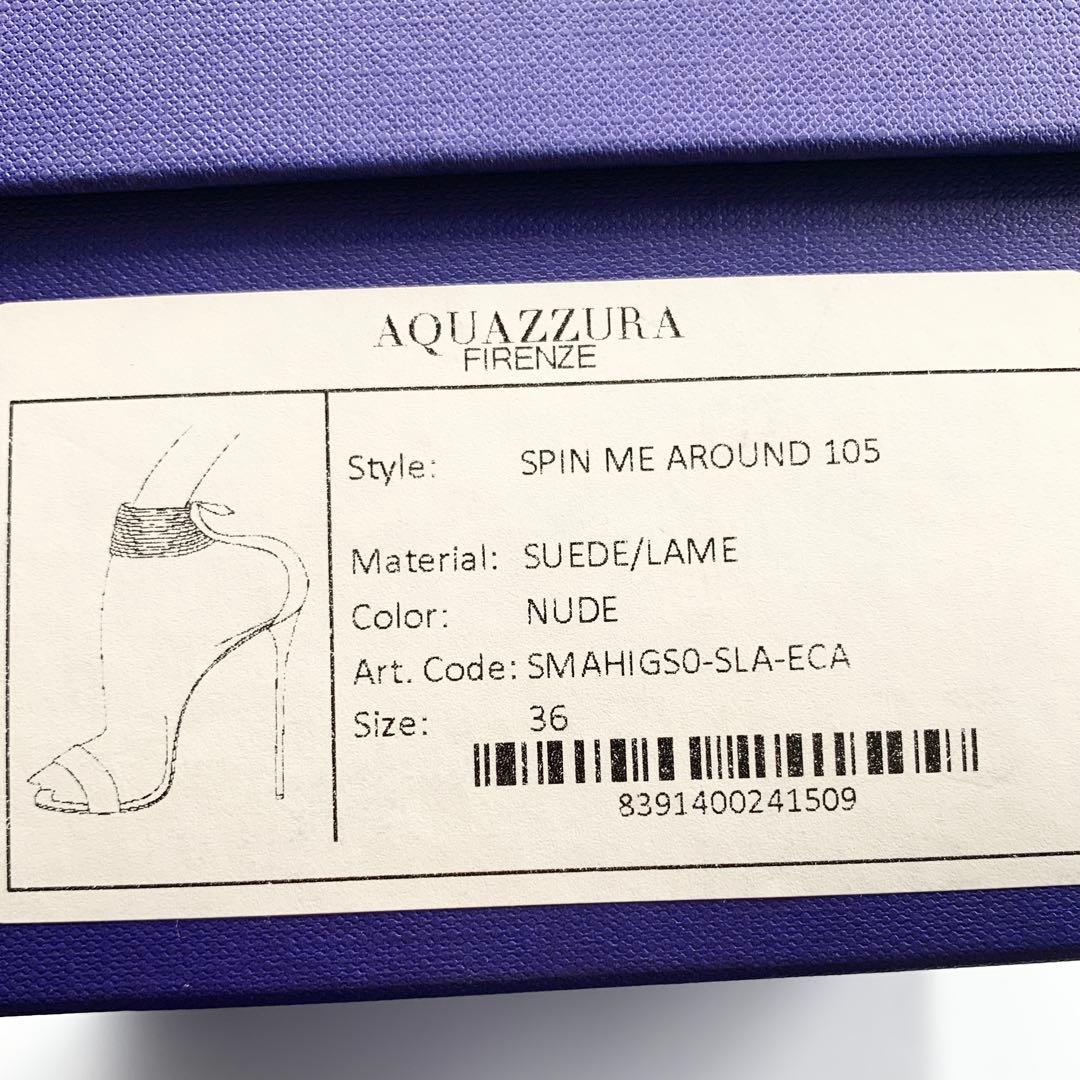 AQUAZZURA
FIRENZE
Style: SPIN ME AROUND 105
Material: SUEDE/LAME
Color: NUDE
Art. Code: SMAHIGS0-SLA-ECA
Size: 36
8391400241509